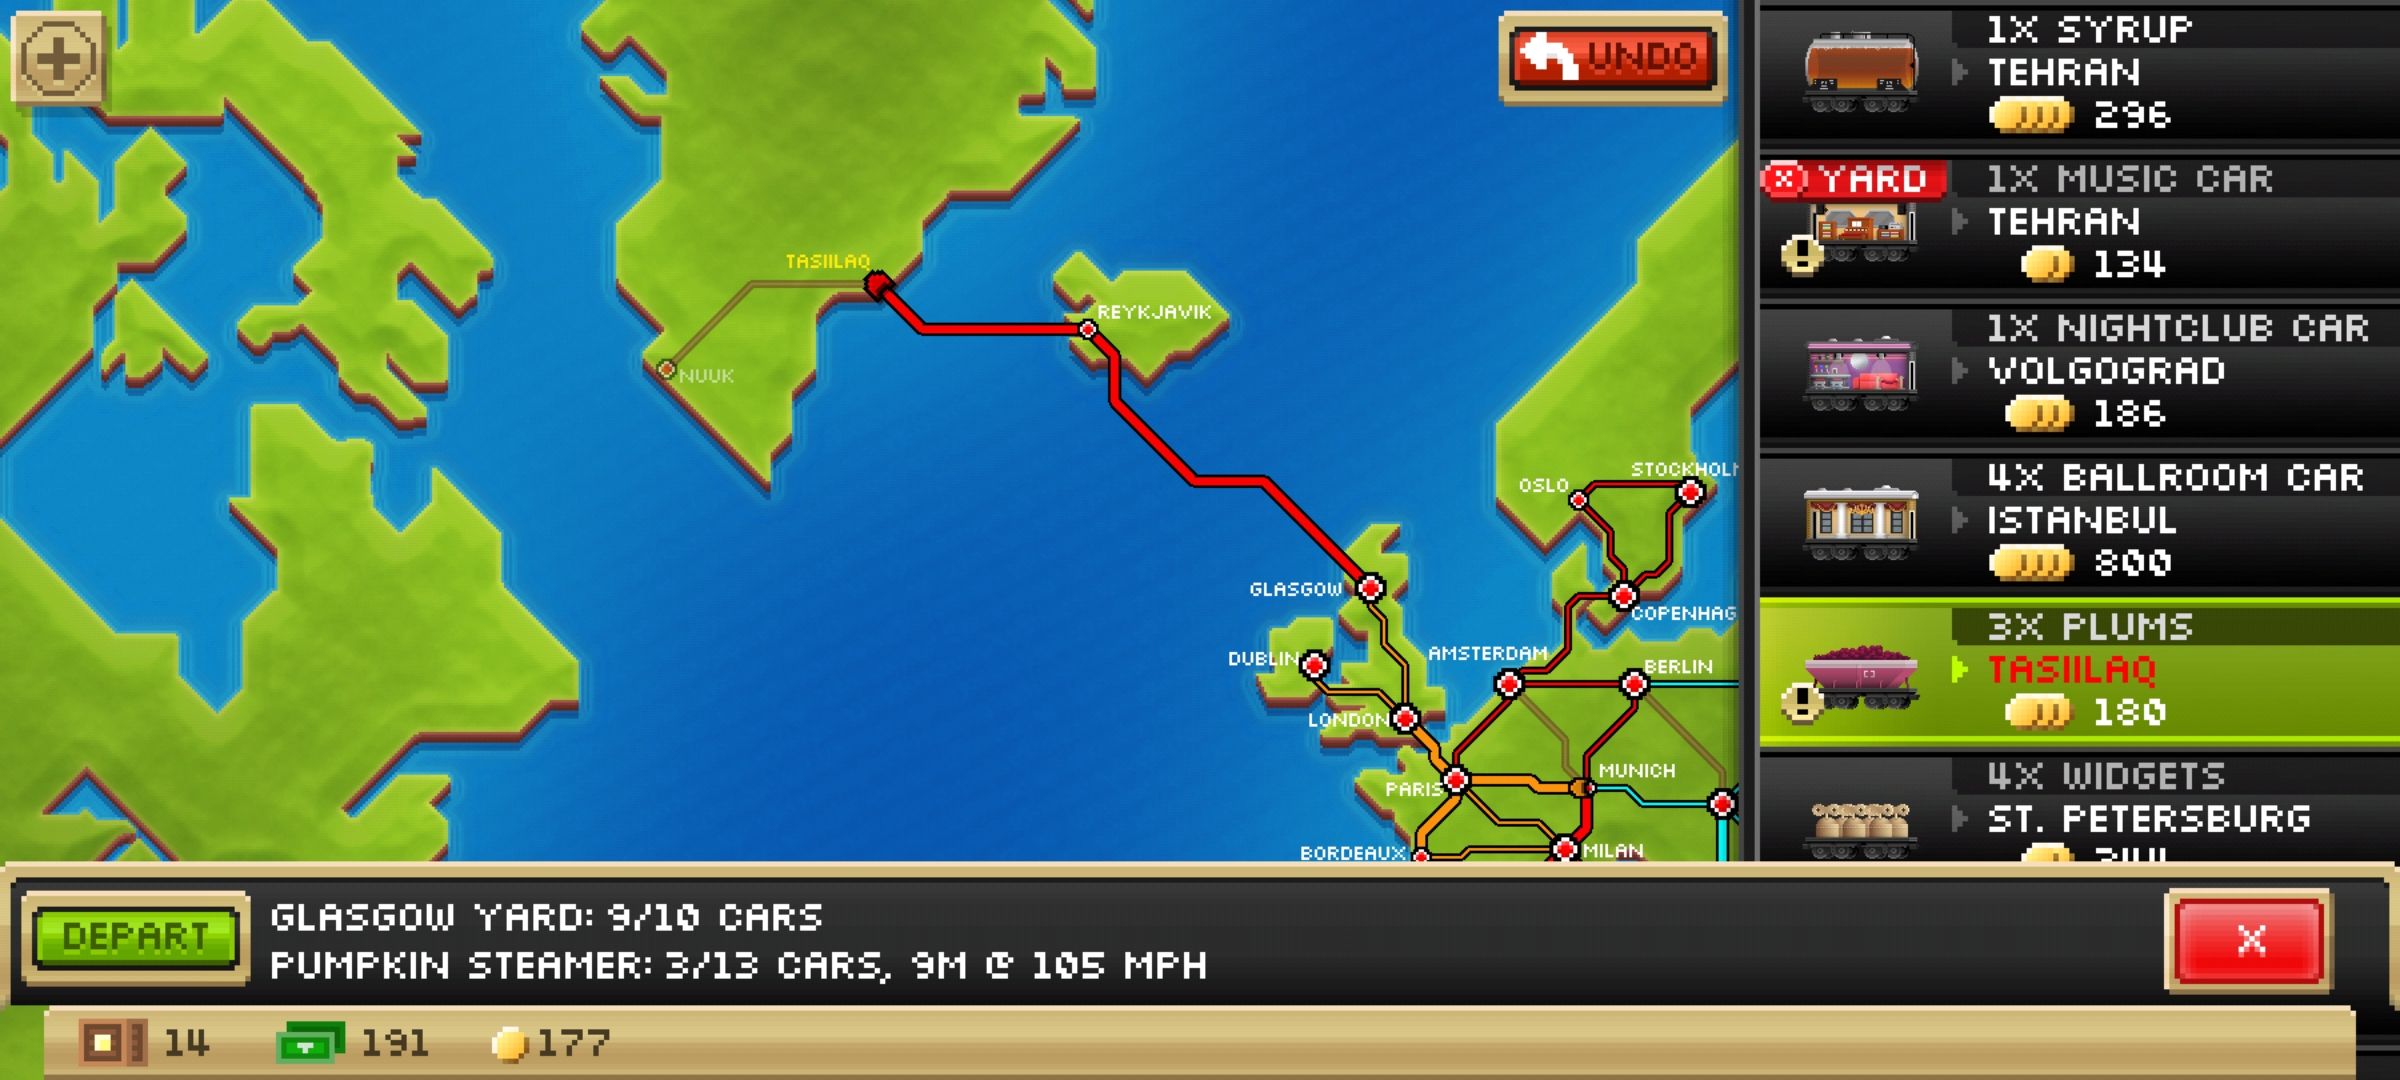 UNDO
TASIILAQ
REYKJAVIK
NUUK
STOCKHOL
OSLO
GLASGOW
COPENHAG
DUBLIN
AMSTERDAM
BERLIN
LONDON
MUNICH
PARIS
BORDEAUX
MILAN
1X SYRUP
TEHRAN
296
YARD
1X MUSIC CAR
TEHRAN
134
1X NIGHTCLUB CAR
VOLGOGRAD
186
4X BALLROOM CAR
ISTANBUL
800
3X PLUMS
TASIILAQ
180
4X WIDGETS
ST. PETERSBURG
DEPART
GLASGOW YARD: 9/10 CARS
PUMPKIN STEAMER: 3/13 CARS, 9M @ 105 MPH
X
14
191
177